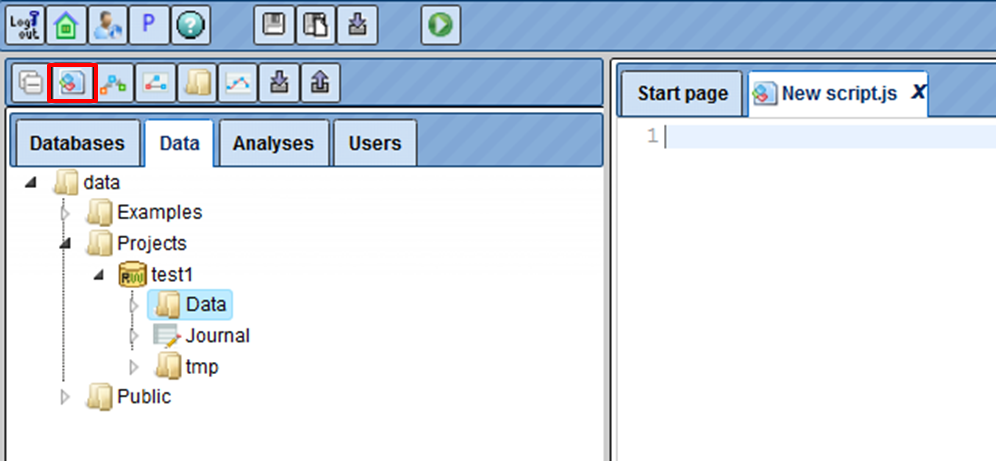 Log
out
P
?
Databases
Data
Analyses
Users
data
Examples
Projects
RW
test1
Data
Journal
tmp
Public
Start page
New script.js X
1